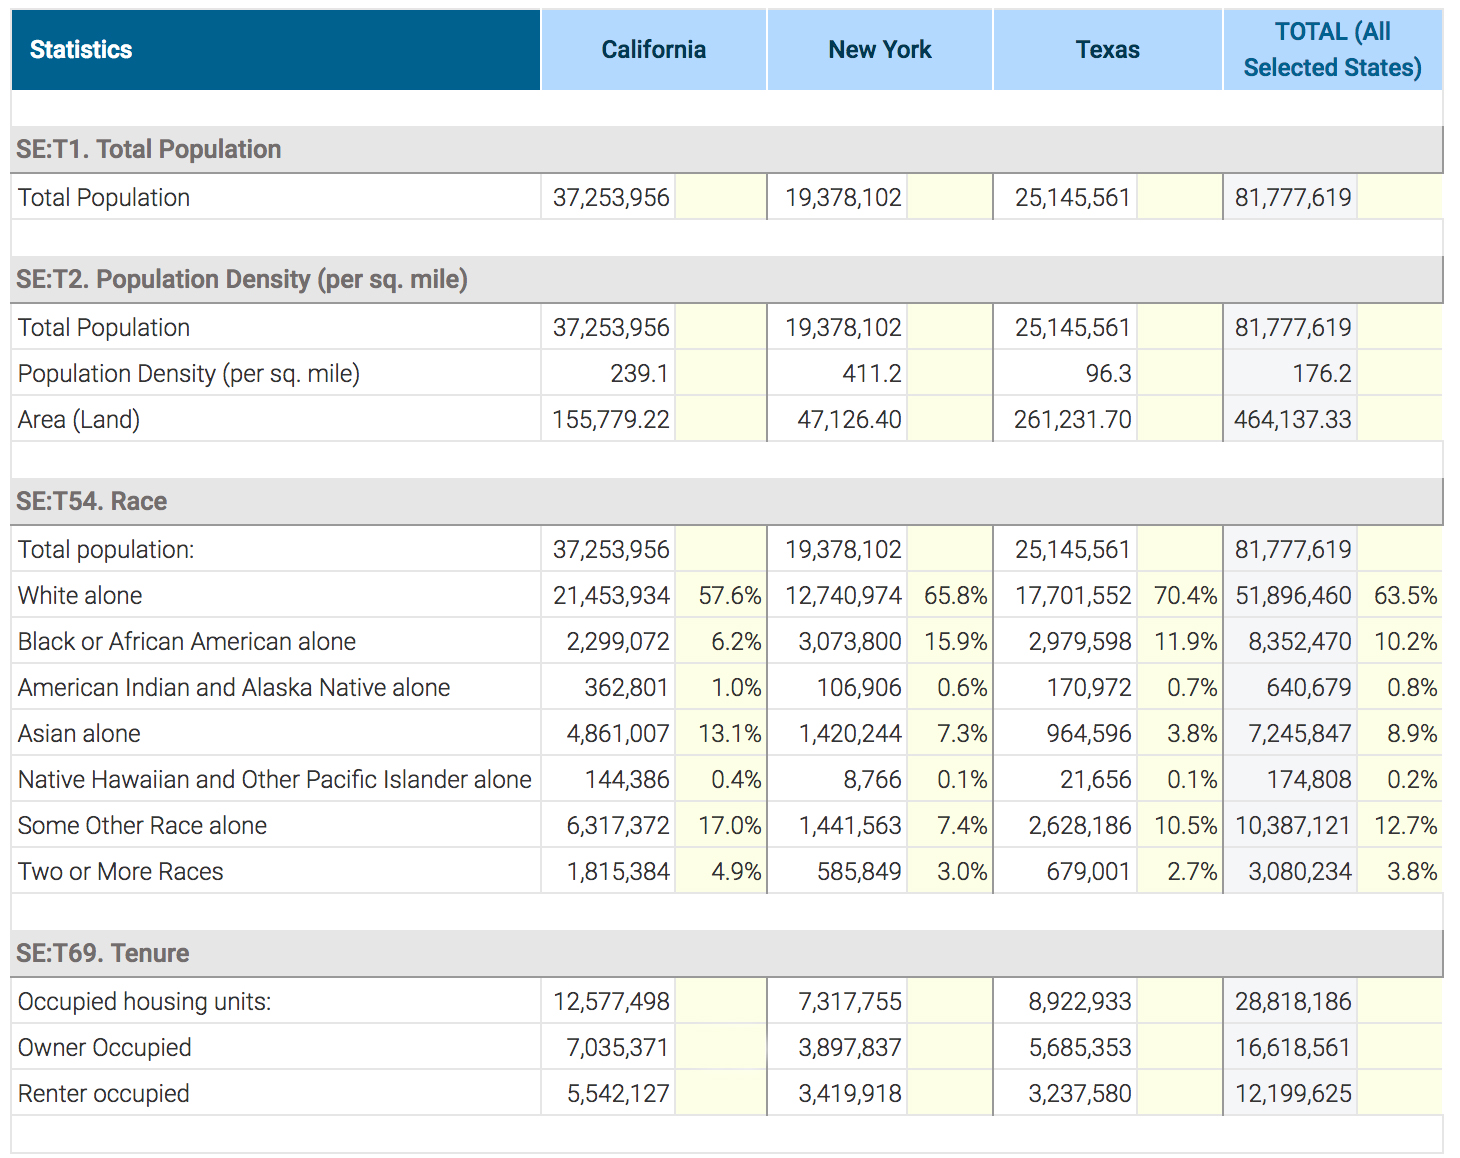 Statistics California New York Texas TOTAL (All Selected States)
SE:T1. Total Population
Total Population 37,253,956 19,378,102 25,145,561 81,777,619
SE:T2. Population Density (per sq. mile)
Total Population 37,253,956 19,378,102 25,145,561 81,777,619
Population Density (per sq. mile) 239.1 411.2 96.3 176.2
Area (Land) 155,779.22 47,126.40 261,231.70 464,137.33
SE:T54. Race
Total population: 37,253,956 19,378,102 25,145,561 81,777,619
White alone 21,453,934 57.6% 12,740,974 65.8% 17,701,552 70.4% 51,896,460 63.5%
Black or African American alone 2,299,072 6.2% 3,073,800 15.9% 2,979,598 11.9% 8,352,470 10.2%
American Indian and Alaska Native alone 362,801 1.0% 106,906 0.6% 170,972 0.7% 640,679 0.8%
Asian alone 4,861,007 13.1% 1,420,244 7.3% 964,596 3.8% 7,245,847 8.9%
Native Hawaiian and Other Pacific Islander alone 144,386 0.4% 8,766 0.1% 21,656 0.1% 174,808 0.2%
Some Other Race alone 6,317,372 17.0% 1,441,563 7.4% 2,628,186 10.5% 10,387,121 12.7%
Two or More Races 1,815,384 4.9% 585,849 3.0% 679,001 2.7% 3,080,234 3.8%
SE:T69. Tenure
Occupied housing units: 12,577,498 7,317,755 8,922,933 28,818,186
Owner Occupied 7,035,371 3,897,837 5,685,353 16,618,561
Renter occupied 5,542,127 3,419,918 3,237,580 12,199,625